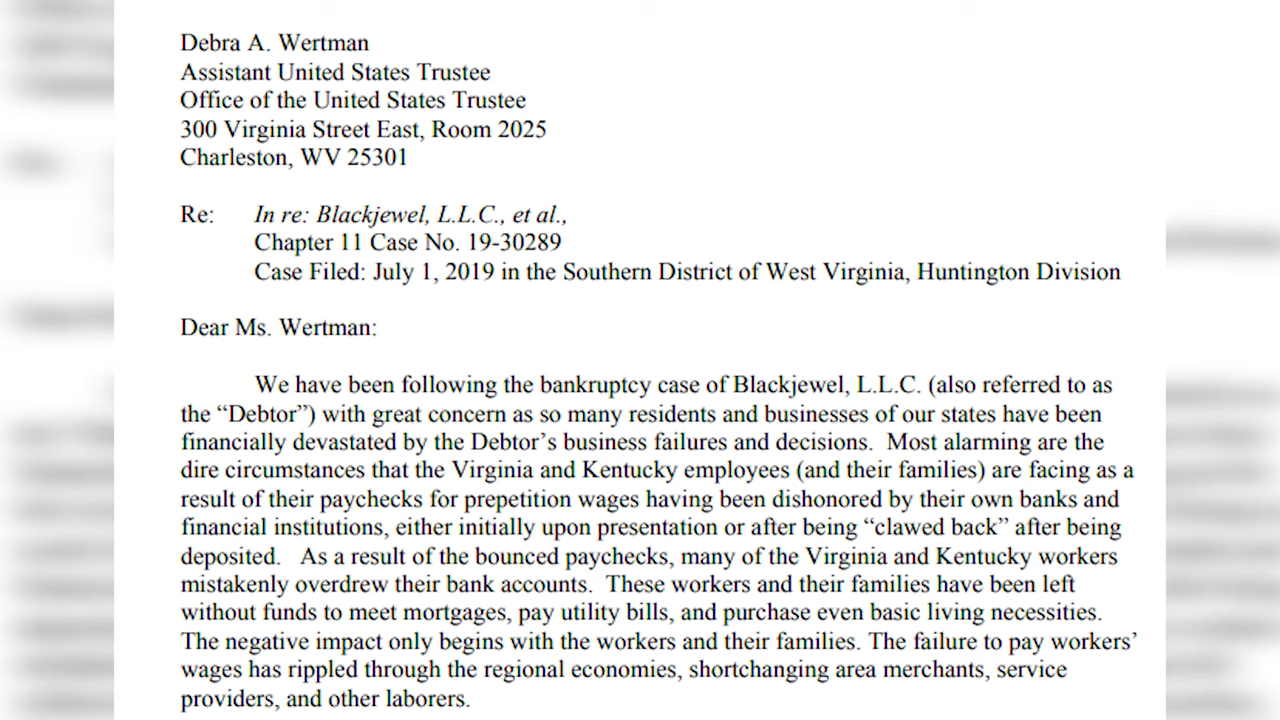 Debra A. Wertman
Assistant United States Trustee
Office of the United States Trustee
300 Virginia Street East, Room 2025
Charleston, WV 25301
Re: In re: Blackjewel, L.L.C., et al.,
Chapter 11 Case No. 19-30289
Case Filed: July 1, 2019 in the Southern District of West Virginia, Huntington Division
Dear Ms. Wertman:
We have been following the bankruptcy case of Blackjewel, L.L.C. (also referred to as
the “Debtor”) with great concern as so many residents and businesses of our states have been
financially devastated by the Debtor’s business failures and decisions. Most alarming are the
dire circumstances that the Virginia and Kentucky employees (and their families) are facing as a
result of their paychecks for prepetition wages having been dishonored by their own banks and
financial institutions, either initially upon presentation or after being “clawed back” after being
deposited. As a result of the bounced paychecks, many of the Virginia and Kentucky workers
mistakenly overdrew their bank accounts. These workers and their families have been left
without funds to meet mortgages, pay utility bills, and purchase even basic living necessities.
The negative impact only begins with the workers and their families. The failure to pay workers’
wages has rippled through the regional economies, shortchanging area merchants, service
providers, and other laborers.